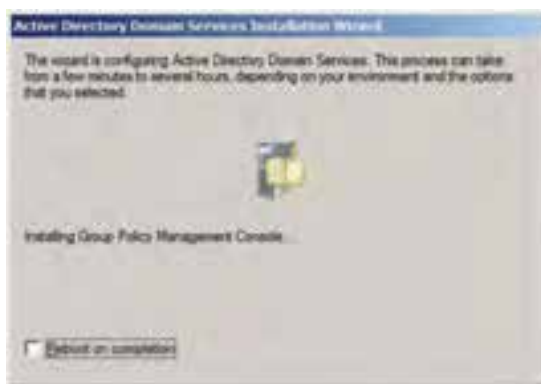 Active Directory Domain Services Installation Wizard
The wizard is configuring Active Directory Domain Services. This process can take
from a few minutes to several hours, depending on your environment and the options
that you selected.
Installing Group Policy Management Console...
Reboot on completion